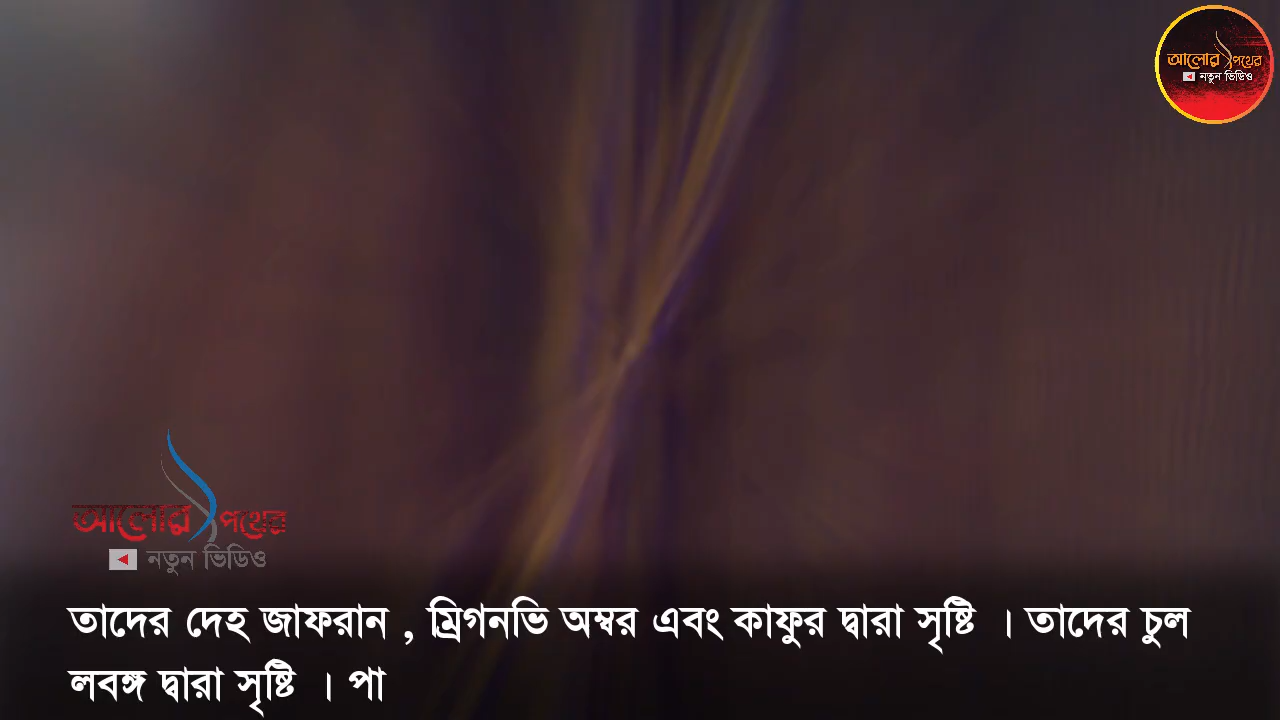 আলোর পথের
নতুন ভিডিও
আলোর পথের
নতুন ভিডিও
তাদের দেহ জাফরান , ম্রিগনভি অম্বর এবং কাফুর দ্বারা সৃষ্টি । তাদের চুল
লবঙ্গ দ্বারা সৃষ্টি । পা